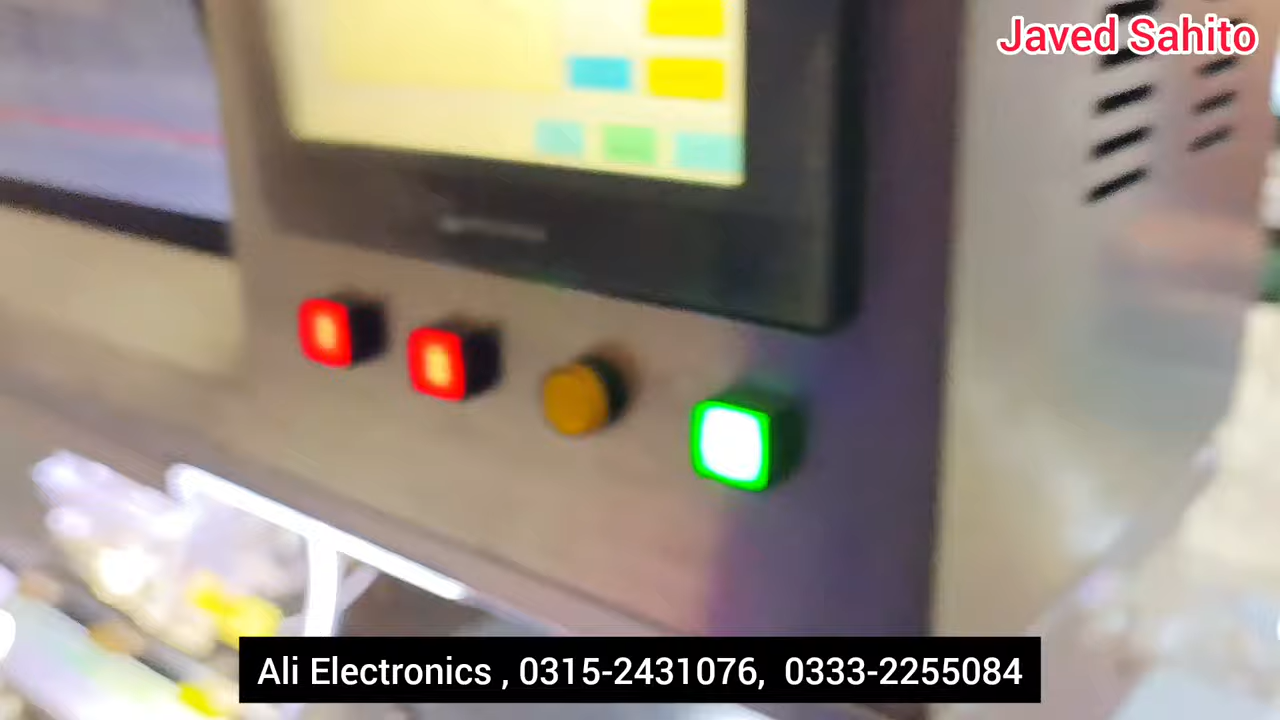 Javed Sahito
Ali Electronics , 0315-2431076, 0333-2255084